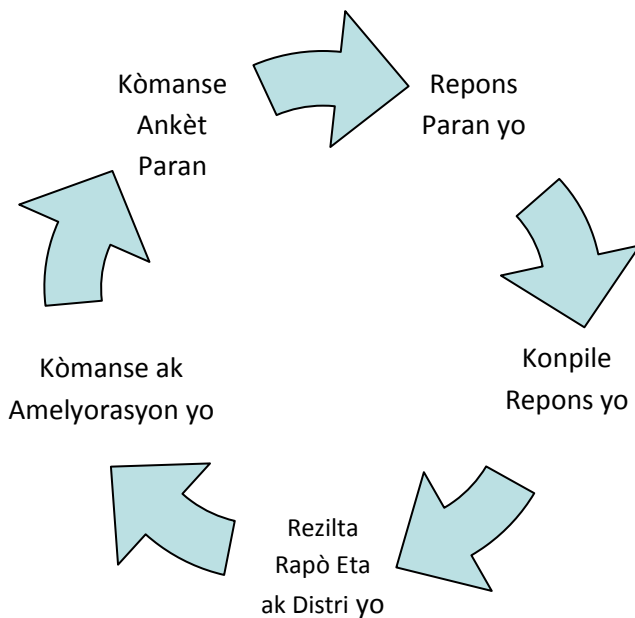 Kòmanse
Ankèt
Paran
Repons
Paran yo
Konpile
Repons yo
Rezilta
Rapò Eta
ak Distri yo
Kòmanse ak
Amelyorasyon yo